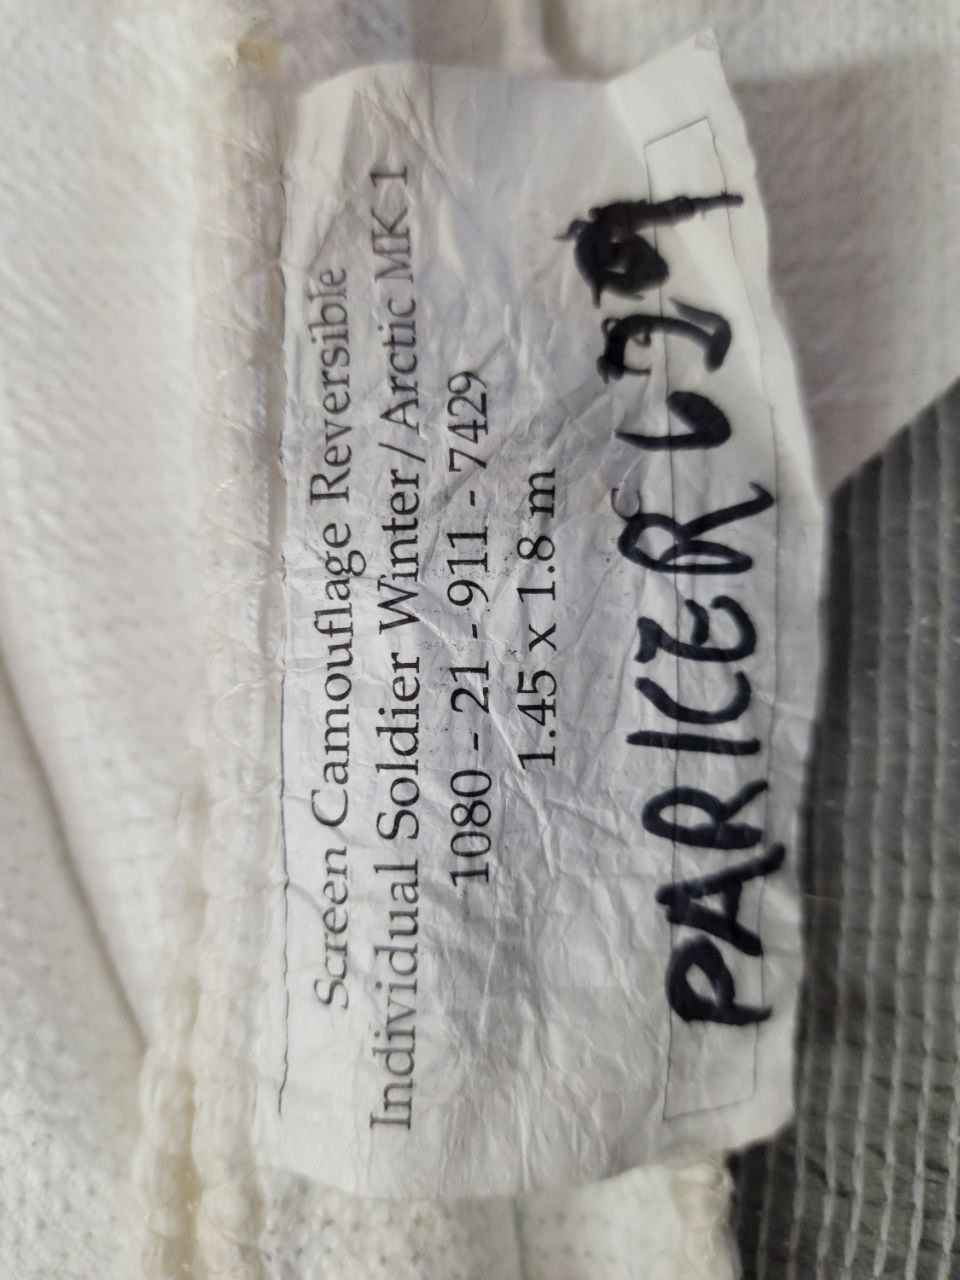 Screen Camouflage Reversible
Individual Soldier Winter / Arctic MK 1
1080 - 21 - 911 - 7429
1.45 x 1.8 m
PARKER